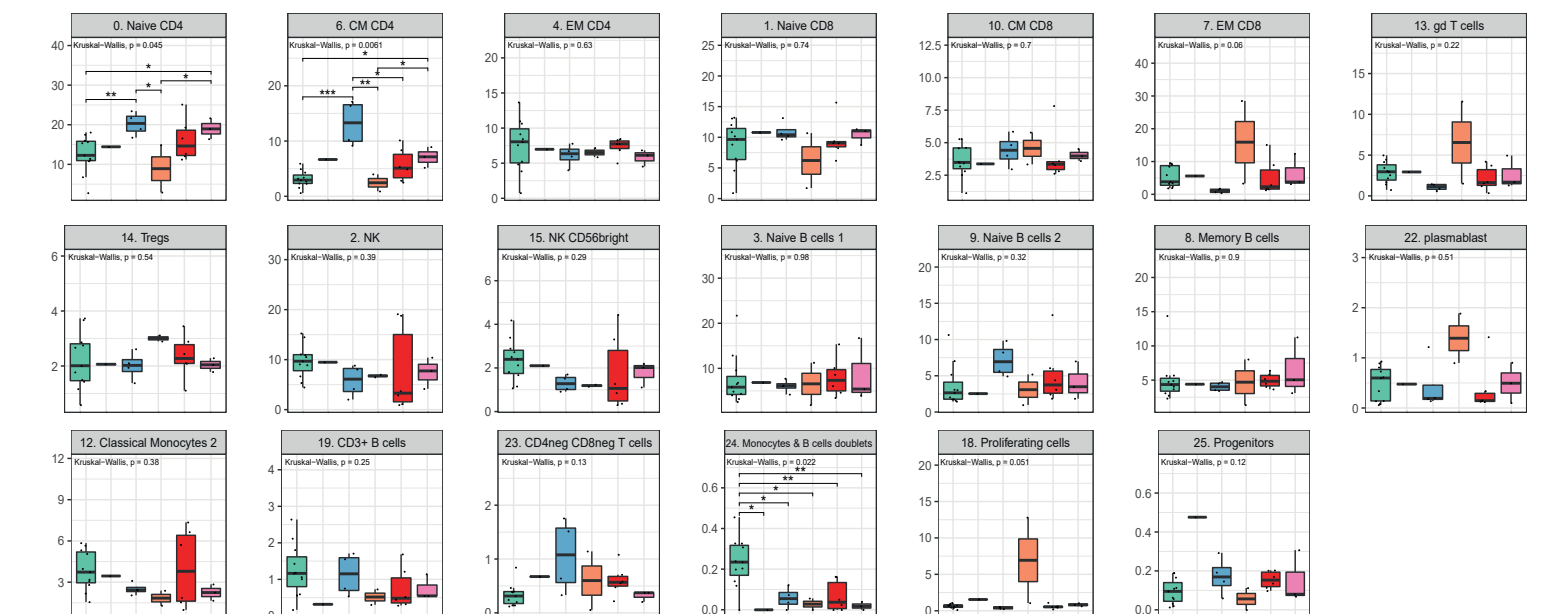 0. Naive CD4
Kruskal−Wallis, p = 0.045
40
30
20
10
*
*
**
*
6. CM CD4
Kruskal−Wallis, p = 0.0061
18
12
6
0
*
*
*
**
***
4. EM CD4
Kruskal−Wallis, p = 0.63
20
15
10
5
0
1. Naive CD8
Kruskal−Wallis, p = 0.74
25
20
15
10
5
0
10. CM CD8
Kruskal−Wallis, p = 0.7
12.5
10.0
7.5
5.0
2.5
7. EM CD8
Kruskal−Wallis, p = 0.06
40
30
20
10
0
13. gd T cells
Kruskal−Wallis, p = 0.22
15
10
5
0
14. Tregs
Kruskal−Wallis, p = 0.54
6
4
2
2. NK
Kruskal−Wallis, p = 0.39
30
20
10
0
15. NK CD56bright
Kruskal−Wallis, p = 0.29
6
4
2
0
3. Naive B cells 1
Kruskal−Wallis, p = 0.98
30
20
10
9. Naive B cells 2
Kruskal−Wallis, p = 0.32
20
15
10
5
0
8. Memory B cells
Kruskal−Wallis, p = 0.9
20
15
10
5
22. plasmablast
Kruskal−Wallis, p = 0.51
3
2
1
0
12. Classical Monocytes 2
Kruskal−Wallis, p = 0.38
12
9
6
3
19. CD3+ B cells
Kruskal−Wallis, p = 0.25
4
3
2
1
0
23. CD4neg CD8neg T cells
Kruskal−Wallis, p = 0.13
2
1
0
24. Monocytes & B cells doublets
Kruskal−Wallis, p = 0.022
0.6
0.4
0.2
0.0
**
**
*
*
*
18. Proliferating cells
Kruskal−Wallis, p = 0.051
20
15
10
5
0
25. Progenitors
Kruskal−Wallis, p = 0.12
0.6
0.4
0.2
0.0